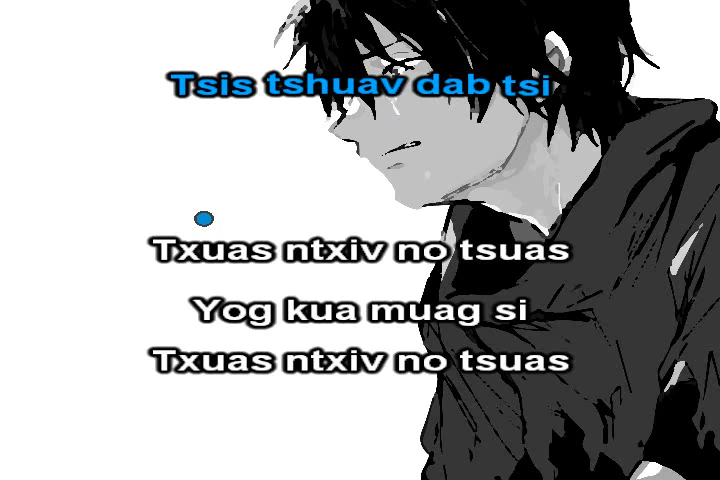 Tsis tshuav dab tsi
Txuas ntxiv no tsuas
Yog kua muag si
Txuas ntxiv no tsuas